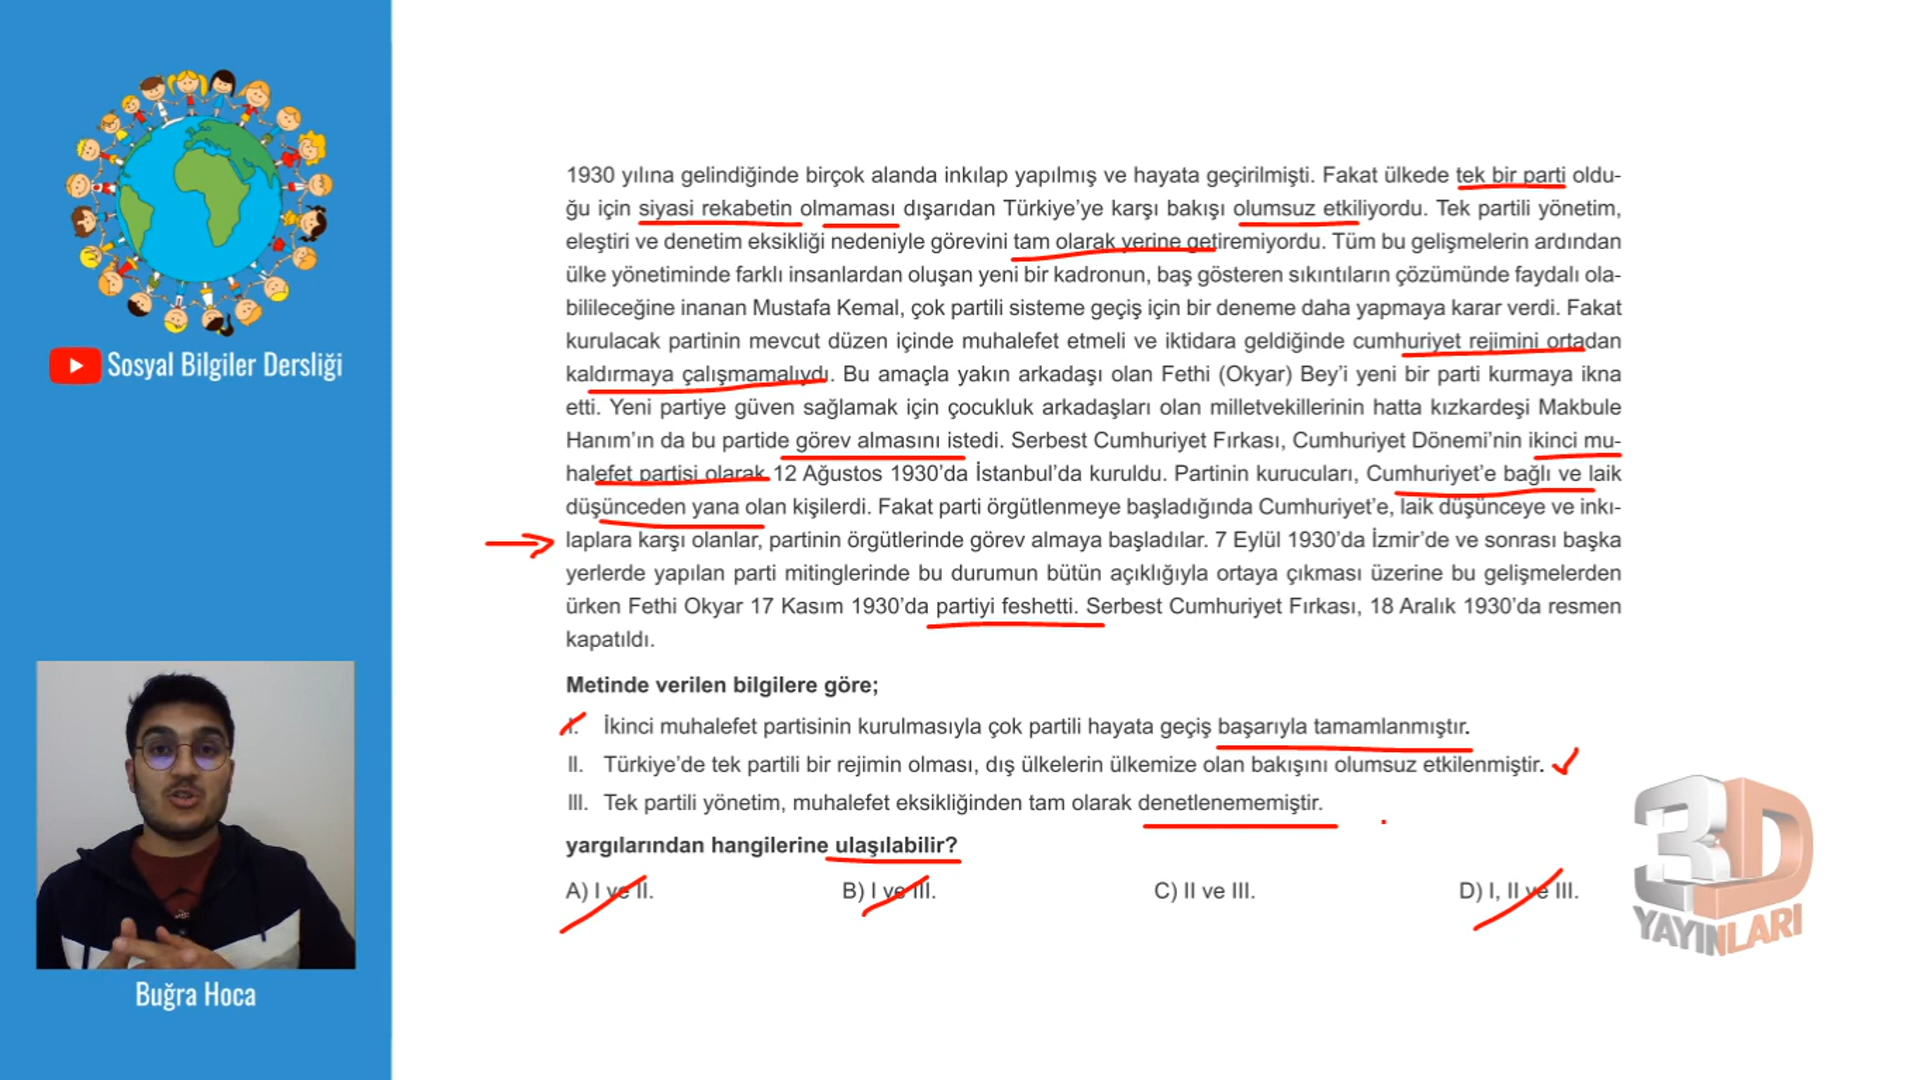 Sosyal Bilgiler Dersliği
Buğra Hoca
1930 yılına gelindiğinde birçok alanda inkılap yapılmış ve hayata geçirilmişti. Fakat ülkede tek bir parti oldu-
ğu için siyasi rekabetin olmaması dışarıdan Türkiye’ye karşı bakışı olumsuz etkiliyordu. Tek partili yönetim,
eleştiri ve denetim eksikliği nedeniyle görevini tam olarak yerine getiremiyordu. Tüm bu gelişmelerin ardından
ülke yönetiminde farklı insanlardan oluşan yeni bir kadronun, baş gösteren sıkıntıların çözümünde faydalı ola-
bilileceğine inanan Mustafa Kemal, çok partili sisteme geçiş için bir deneme daha yapmaya karar verdi. Fakat
kurulacak partinin mevcut düzen içinde muhalefet etmeli ve iktidara geldiğinde cumhuriyet rejimini ortadan
kaldırmaya çalışmamalıydı. Bu amaçla yakın arkadaşı olan Fethi (Okyar) Bey’i yeni bir parti kurmaya ikna
etti. Yeni partiye güven sağlamak için çocukluk arkadaşları olan milletvekillerinin hatta kızkardeşi Makbule
Hanım’ın da bu partide görev almasını istedi. Serbest Cumhuriyet Fırkası, Cumhuriyet Dönemi’nin ikinci mu-
halefet partisi olarak 12 Ağustos 1930’da İstanbul’da kuruldu. Partinin kurucuları, Cumhuriyet’e bağlı ve laik
düşünceden yana olan kişilerdi. Fakat parti örgütlenmeye başladığında Cumhuriyet’e, laik düşünceye ve inkı-
laplara karşı olanlar, partinin örgütlerinde görev almaya başladılar. 7 Eylül 1930’da İzmir’de ve sonrası başka
yerlerde yapılan parti mitinglerinde bu durumun bütün açıklığıyla ortaya çıkması üzerine bu gelişmelerden
ürken Fethi Okyar 17 Kasım 1930’da partiyi feshetti. Serbest Cumhuriyet Fırkası, 18 Aralık 1930’da resmen
kapatıldı.
Metinde verilen bilgilere göre;
I. İkinci muhalefet partisinin kurulmasıyla çok partili hayata geçiş başarıyla tamamlanmıştır.
II. Türkiye’de tek partili bir rejimin olması, dış ülkelerin ülkemize olan bakışını olumsuz etkilenmiştir.
III. Tek partili yönetim, muhalefet eksikliğinden tam olarak denetlenememiştir.
yargılarından hangilerine ulaşılabilir?
A) I ve II. B) I ve III. C) II ve III. D) I, II ve III.
3D
YAYINLARI